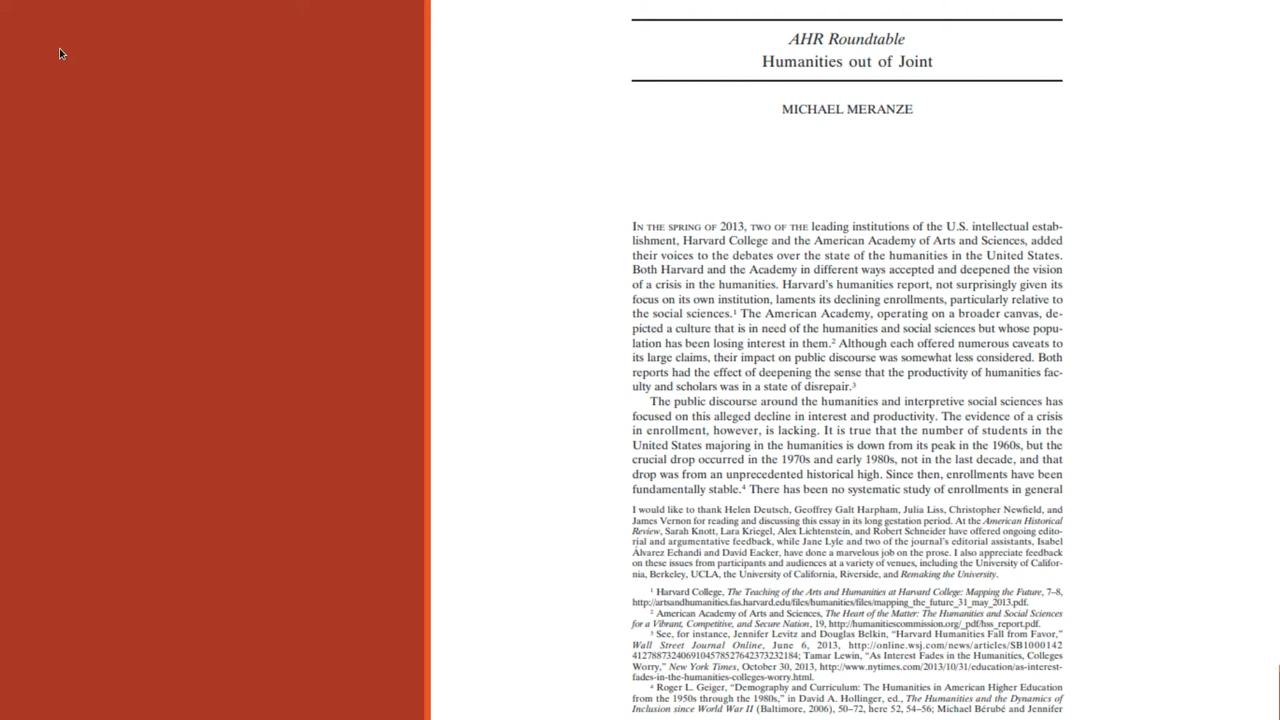 AHR Roundtable
Humanities out of Joint
MICHAEL MERANZE
IN THE SPRING OF 2013, TWO OF THE leading institutions of the U.S. intellectual estab-
lishment, Harvard College and the American Academy of Arts and Sciences, added
their voices to the debates over the state of the humanities in the United States.
Both Harvard and the Academy in different ways accepted and deepened the vision
of a crisis in the humanities. Harvard's humanities report, not surprisingly given its
focus on its own institution, laments its declining enrollments, particularly relative to
the social sciences.¹ The American Academy, operating on a broader canvas, de-
picted a culture that is in need of the humanities and social sciences but whose popu-
lation has been losing interest in them.² Although each offered numerous caveats to
its large claims, their impact on public discourse was somewhat less considered. Both
reports had the effect of deepening the sense that the productivity of humanities fac-
ulty and scholars was in a state of disrepair.³
The public discourse around the humanities and interpretive social sciences has
focused on this alleged decline in interest and productivity. The evidence of a crisis
in enrollment, however, is lacking. It is true that the number of students in the
United States majoring in the humanities is down from its peak in the 1960s, but the
crucial drop occurred in the 1970s and early 1980s, not in the last decade, and that
drop was from an unprecedented historical high. Since then, enrollments have been
fundamentally stable.⁴ There has been no systematic study of enrollments in general
I would like to thank Helen Deutsch, Geoffrey Galt Harpham, Julia Liss, Christopher Newfield, and
James Vernon for reading and discussing this essay in its long gestation period. At the American Historical
Review, Sarah Knott, Lara Kriegel, Alex Lichtenstein, and Robert Schneider have offered ongoing edito-
rial and argumentative feedback, while Jane Lyle and two of the journal's editorial assistants, Isabel
Álvarez Echandi and David Eacker, have done a marvelous job on the prose. I also appreciate feedback
on these issues from participants and audiences at a variety of venues, including the University of Califor-
nia, Berkeley, UCLA, the University of California, Riverside, and Remaking the University.
¹ Harvard College, The Teaching of the Arts and Humanities at Harvard College: Mapping the Future, 7–8,
http://artsandhumanities.fas.harvard.edu/files/humanities/files/mapping_the_future_31_may_2013.pdf.
² American Academy of Arts and Sciences, The Heart of the Matter: The Humanities and Social Sciences
for a Vibrant, Competitive, and Secure Nation, 19, http://humanitiescommission.org/_pdf/hss_report.pdf.
³ See, for instance, Jennifer Levitz and Douglas Belkin, "Harvard Humanities Fall from Favor,"
Wall Street Journal Online, June 6, 2013, http://online.wsj.com/news/articles/SB1000142
4127887324069104578527642373232184; Tamar Lewin, "As Interest Fades in the Humanities, Colleges
Worry," New York Times, October 30, 2013, http://www.nytimes.com/2013/10/31/education/as-interest-
fades-in-the-humanities-colleges-worry.html.
⁴ Roger L. Geiger, "Demography and Curriculum: The Humanities in American Higher Education
from the 1950s through the 1980s," in David A. Hollinger, ed., The Humanities and the Dynamics of
Inclusion since World War II (Baltimore, 2006), 50–72, here 52, 54–56; Michael Bérubé and Jennifer